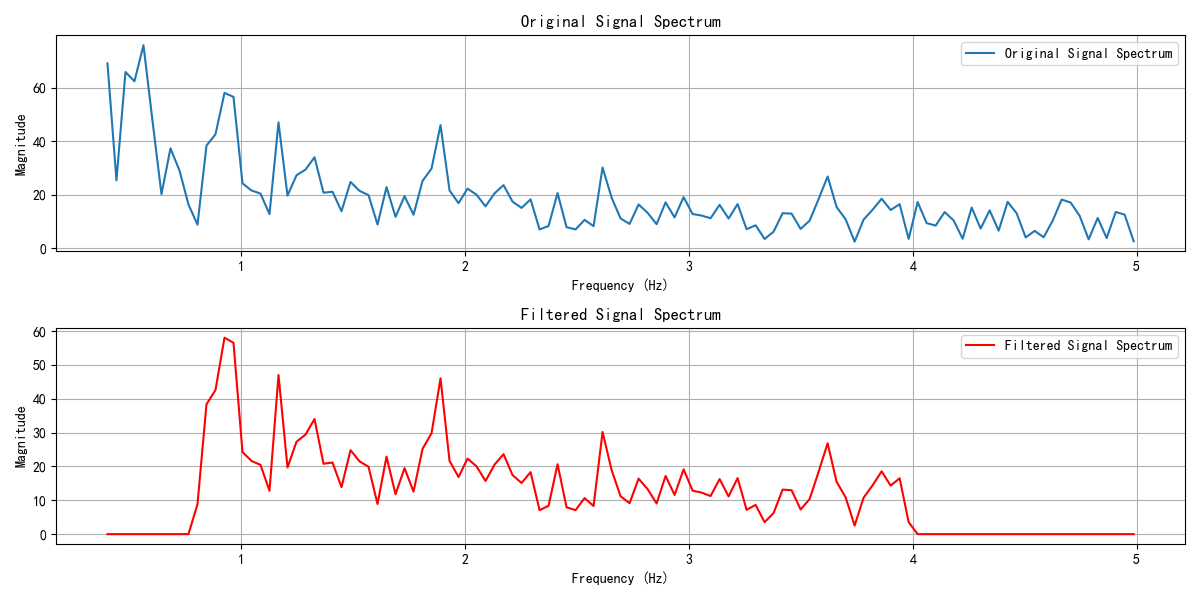 Original Signal Spectrum
Original Signal Spectrum
Magnitude
60
40
20
0
1 2 3 4 5
Frequency (Hz)
Filtered Signal Spectrum
Filtered Signal Spectrum
Magnitude
60
50
40
30
20
10
0
1 2 3 4 5
Frequency (Hz)